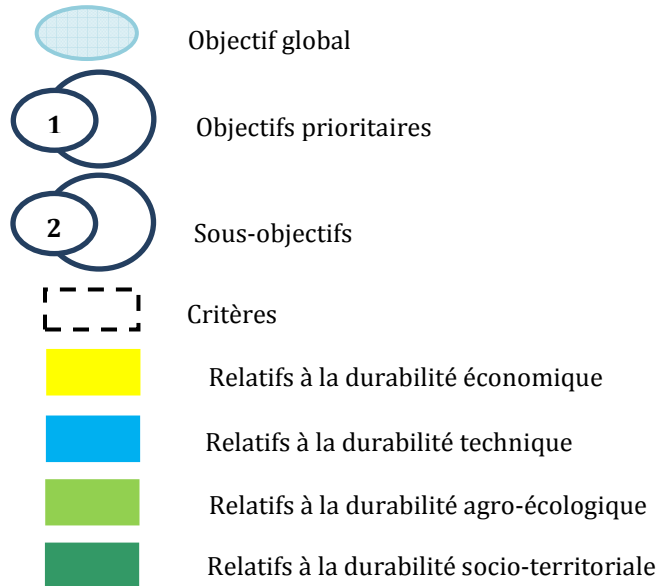 Objectif global
1 Objectifs prioritaires
2 Sous-objectifs
Critères
Relatifs à la durabilité économique
Relatifs à la durabilité technique
Relatifs à la durabilité agro-écologique
Relatifs à la durabilité socio-territoriale